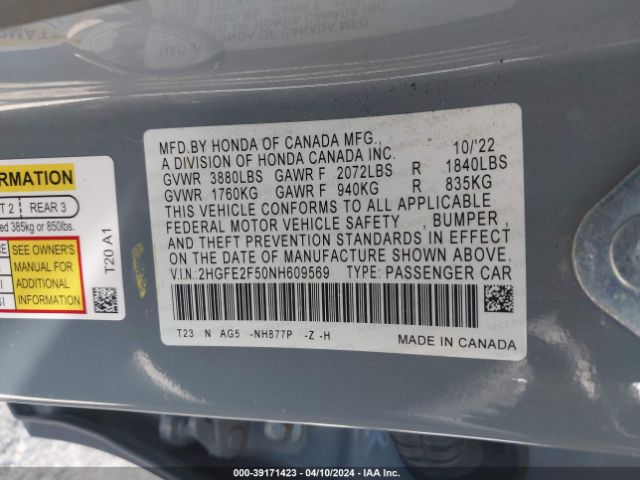 MFD.BY HONDA OF CANADA MFG.,
A DIVISION OF HONDA CANADA INC. 10/'22
GVWR 3880LBS GAWR F 2072LBS R 1840LBS
GVWR 1760KG GAWR F 940KG R 835KG
THIS VEHICLE CONFORMS TO ALL APPLICABLE
FEDERAL MOTOR VEHICLE SAFETY , BUMPER ,
AND THEFT PREVENTION STANDARDS IN EFFECT
ON THE DATE OF MANUFACTURE SHOWN ABOVE.
V.I.N.:2HGFE2F50NH609569 TYPE: PASSENGER CAR
T23 N AG5 -NH877P -Z -H
MADE IN CANADA
RMATION
T 2 REAR 3
ed 385kg or 850lbs.
SEE OWNER'S
MANUAL FOR
ADDITIONAL
INFORMATION
T20 A1
000-39171423 - 04/10/2024 - IAA Inc.